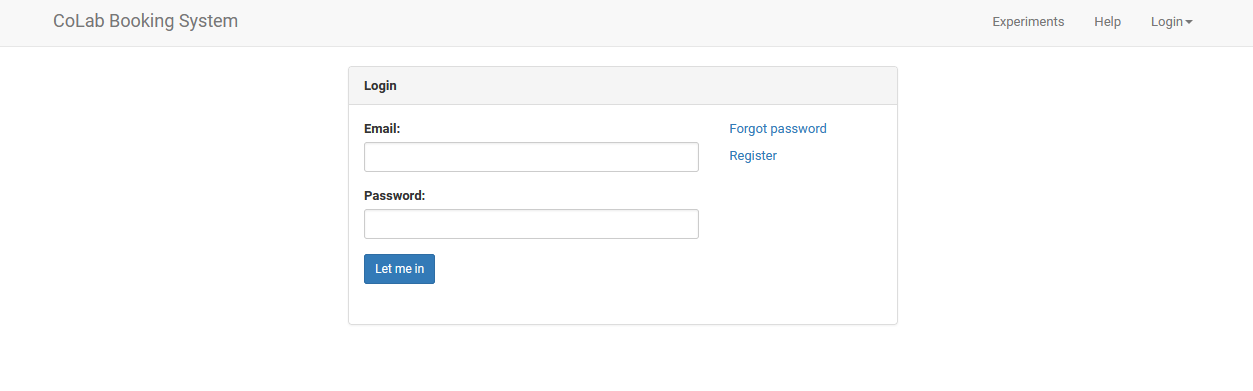 CoLab Booking System Experiments Help Login
Login
Email: Forgot password
Register
Password:
Let me in